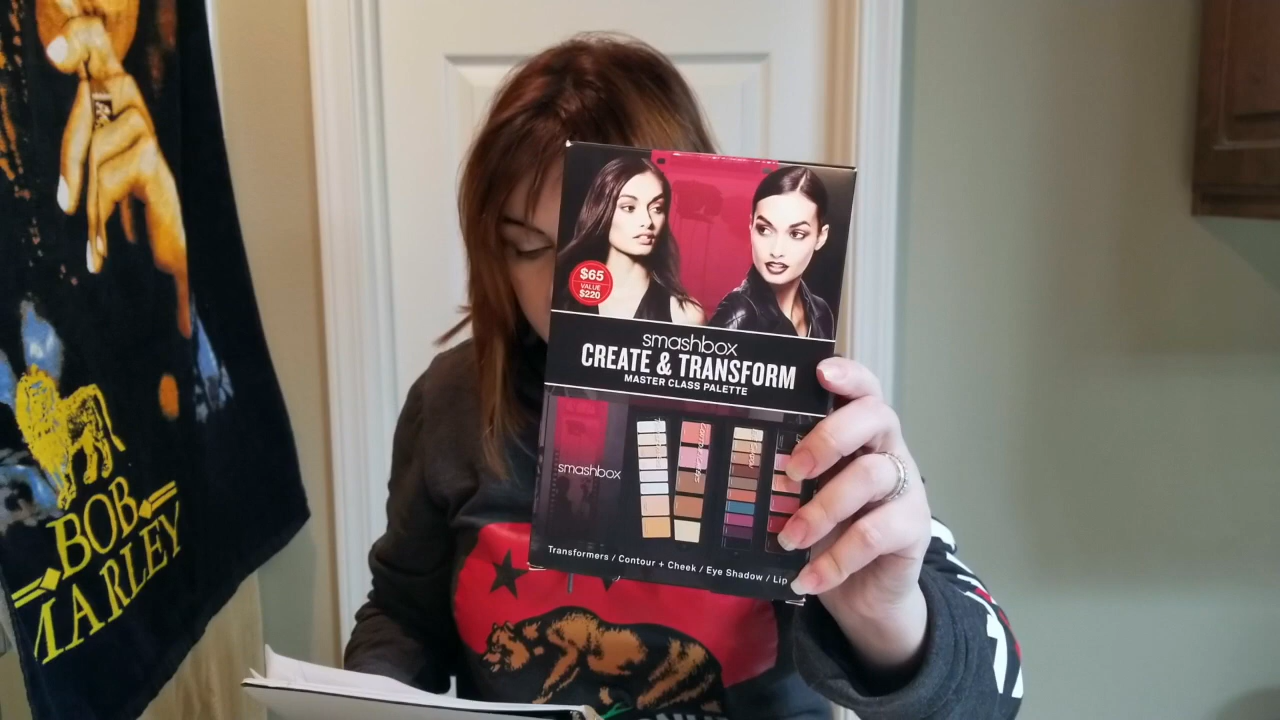 $65
VALUE
$220
smashbox
CREATE & TRANSFORM
MASTER CLASS PALETTE
smashbox
Transformers / Contour + Cheek / Eye Shadow / Lip
BOB
MARLEY